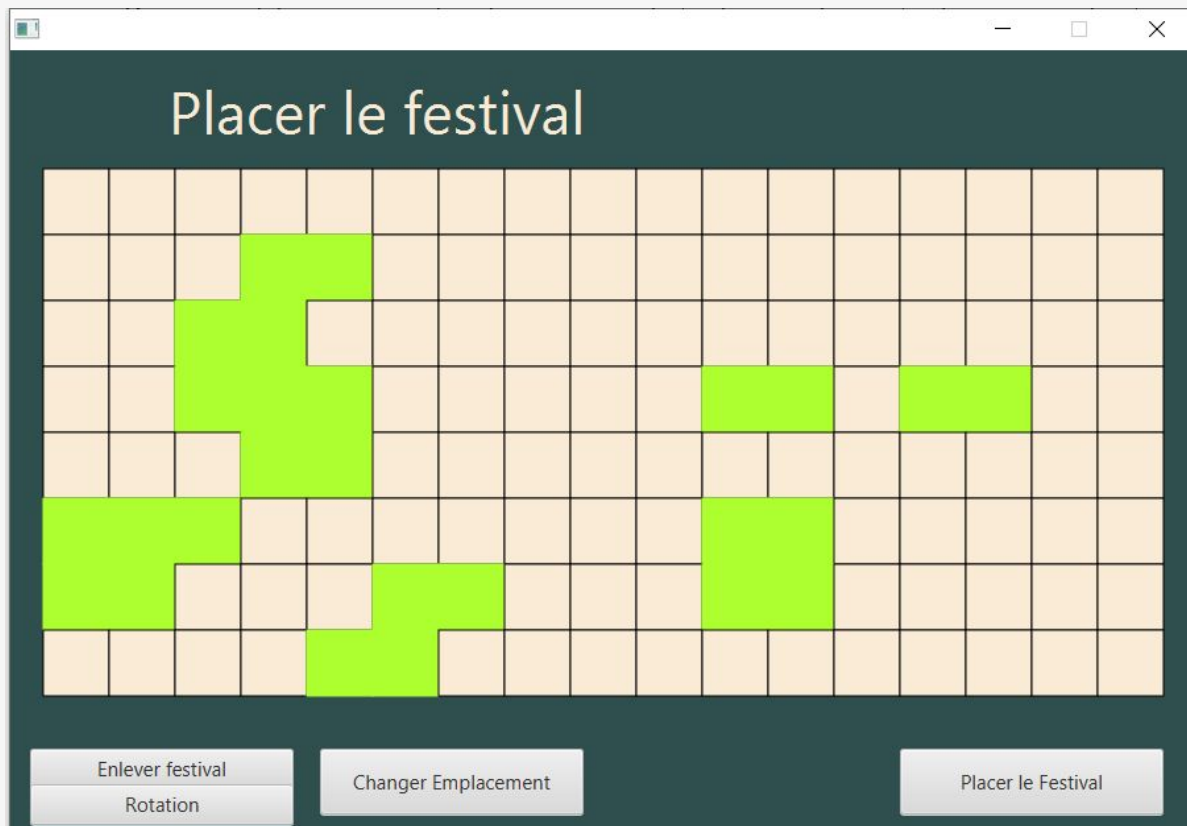 Placer le festival
Enlever festival
Rotation
Changer Emplacement
Placer le Festival